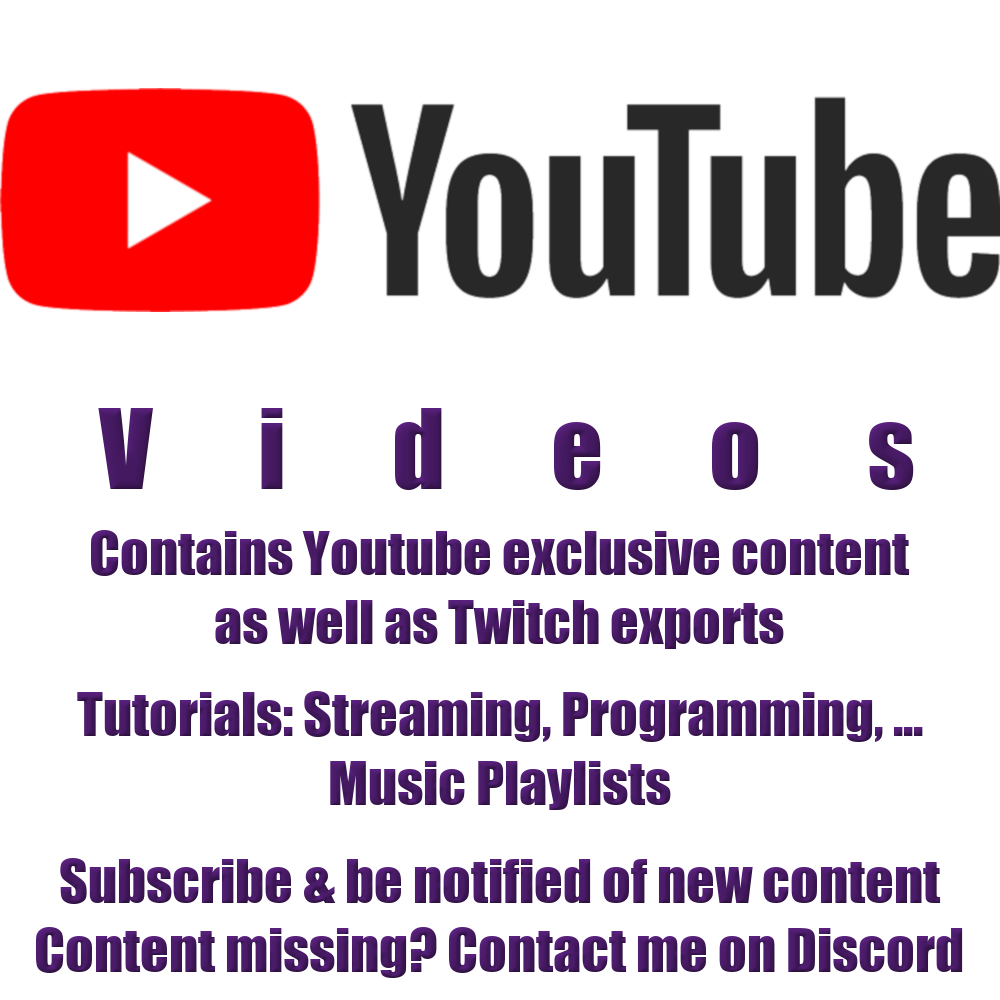 YouTube
Videos
Contains Youtube exclusive content
as well as Twitch exports
Tutorials: Streaming, Programming, ...
Music Playlists
Subscribe & be notified of new content
Content missing? Contact me on Discord